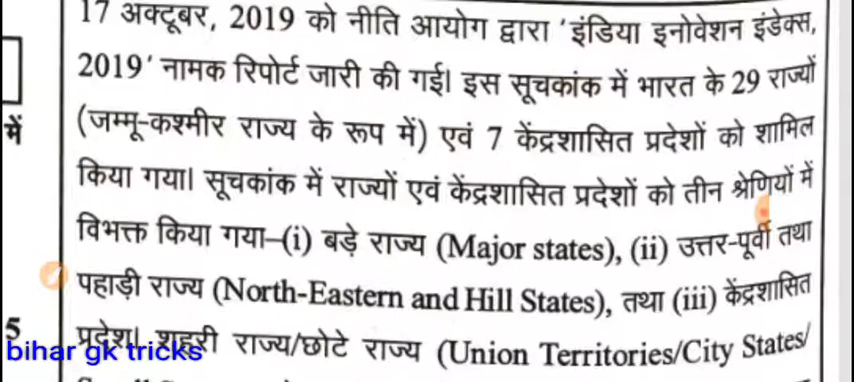 17 अक्टूबर, 2019 को नीति आयोग द्वारा 'इंडिया इनोवेशन इंडेक्स,
2019' नामक रिपोर्ट जारी की गई। इस सूचकांक में भारत के 29 राज्यों
में (जम्मू-कश्मीर राज्य के रूप में) एवं 7 केंद्रशासित प्रदेशों को शामिल
किया गया। सूचकांक में राज्यों एवं केंद्रशासित प्रदेशों को तीन श्रेणियों में
विभक्त किया गया–(i) बड़े राज्य (Major states), (ii) उत्तर-पूर्वी तथा
पहाड़ी राज्य (North-Eastern and Hill States), तथा (iii) केंद्रशासित
5 प्रदेश। शहरी राज्य/छोटे राज्य (Union Territories/City States/
bihar gk tricks